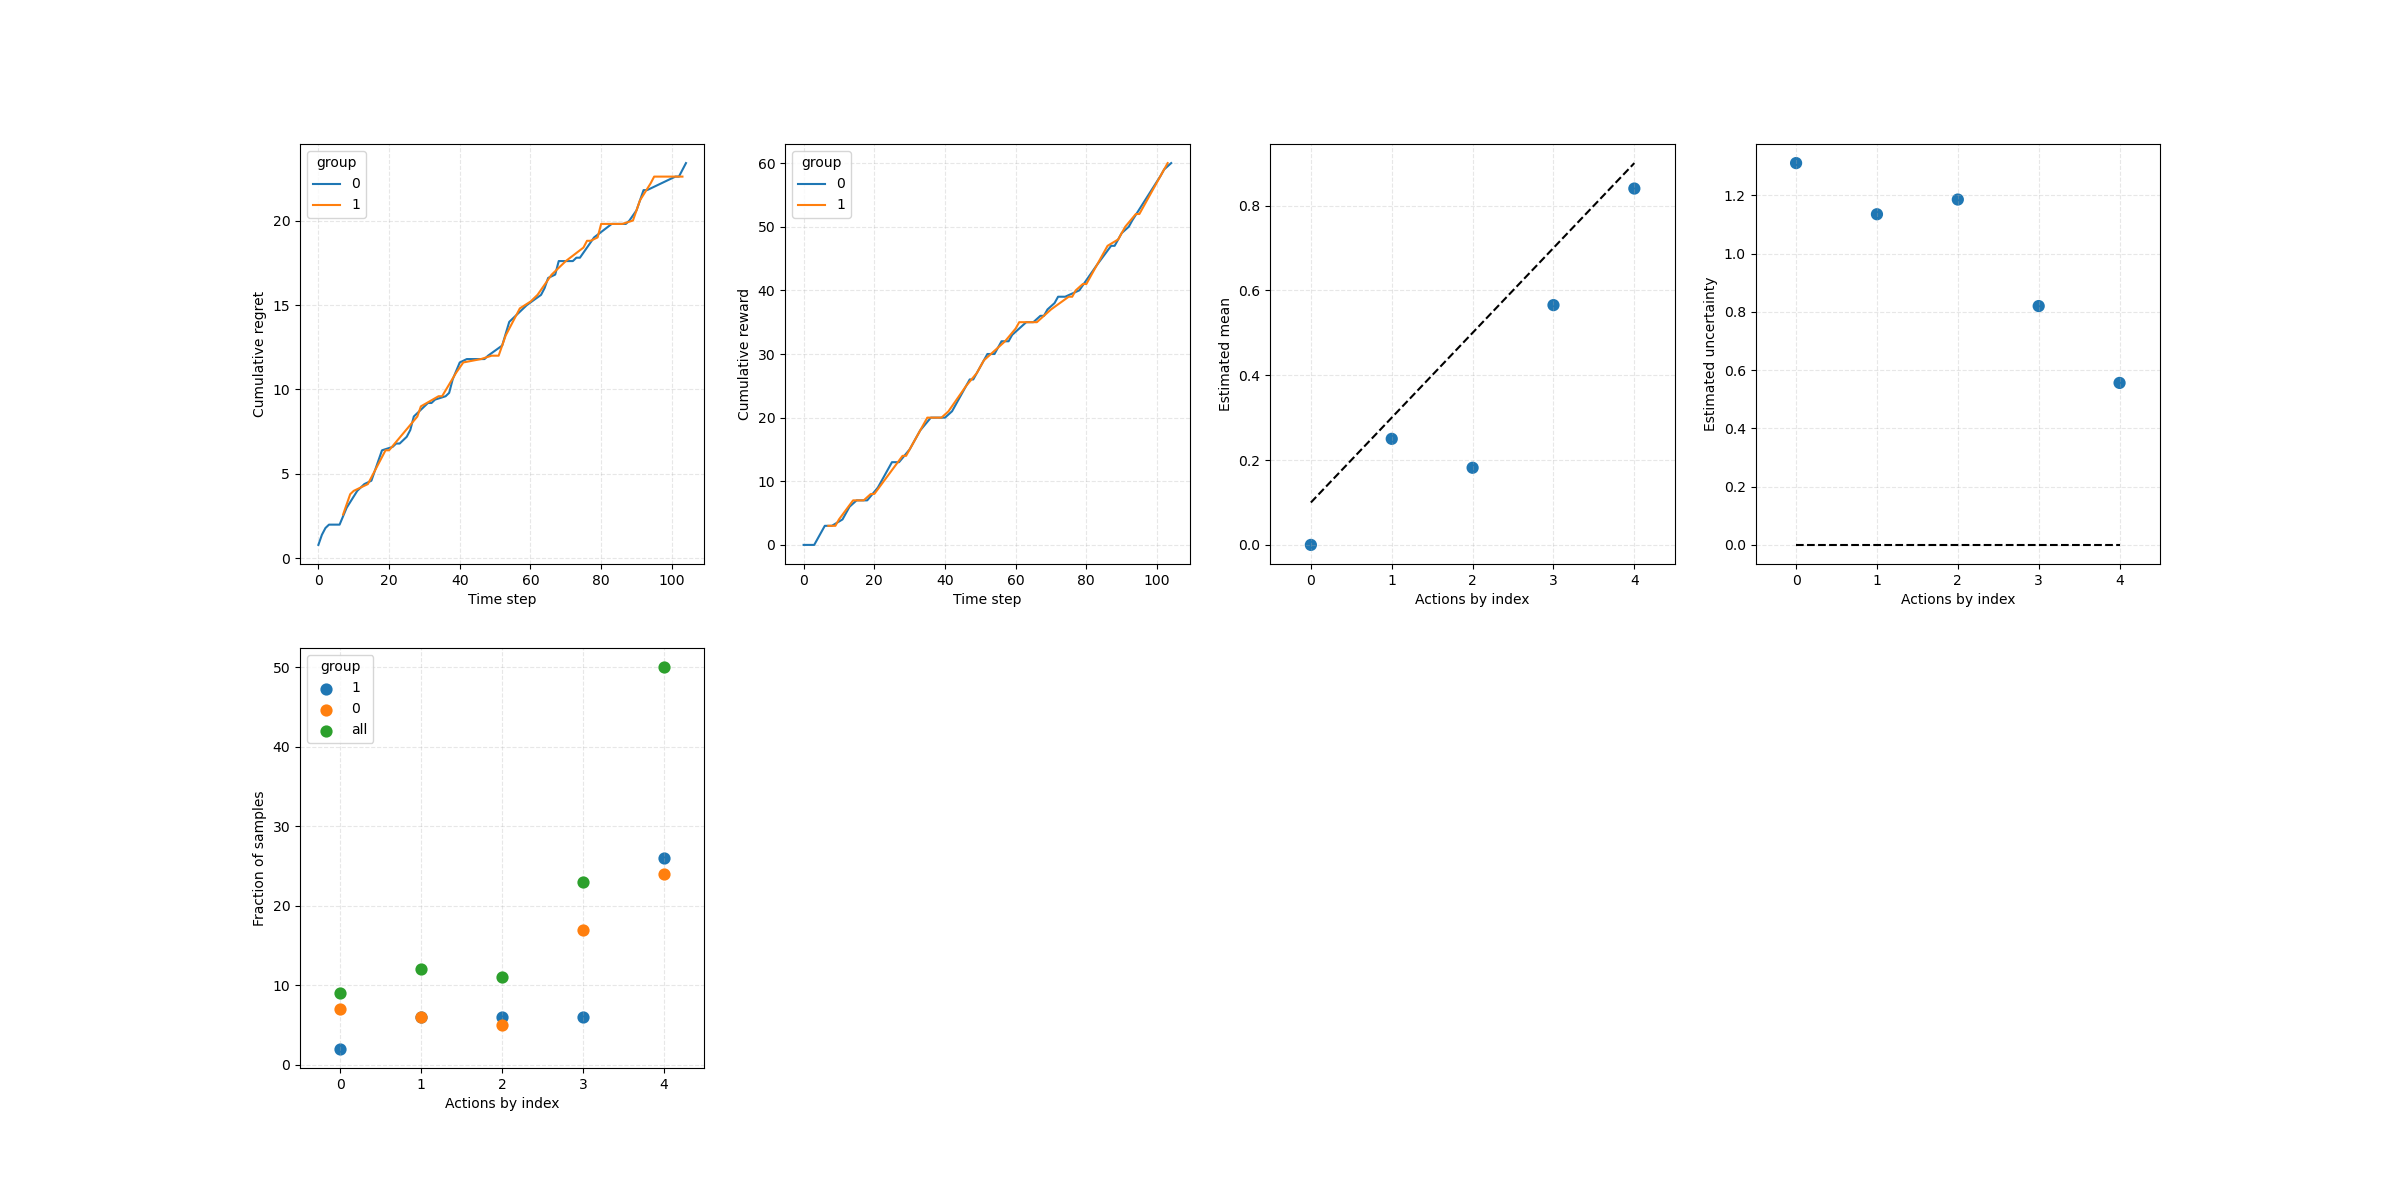 group
0
1
Cumulative regret
20
15
10
5
0
0 20 40 60 80 100
Time step
group
0
1
Cumulative reward
60
50
40
30
20
10
0
0 20 40 60 80 100
Time step
Estimated mean
0.8
0.6
0.4
0.2
0.0
0 1 2 3 4
Actions by index
Estimated uncertainty
1.2
1.0
0.8
0.6
0.4
0.2
0.0
0 1 2 3 4
Actions by index
group
1
0
all
Fraction of samples
50
40
30
20
10
0
0 1 2 3 4
Actions by index